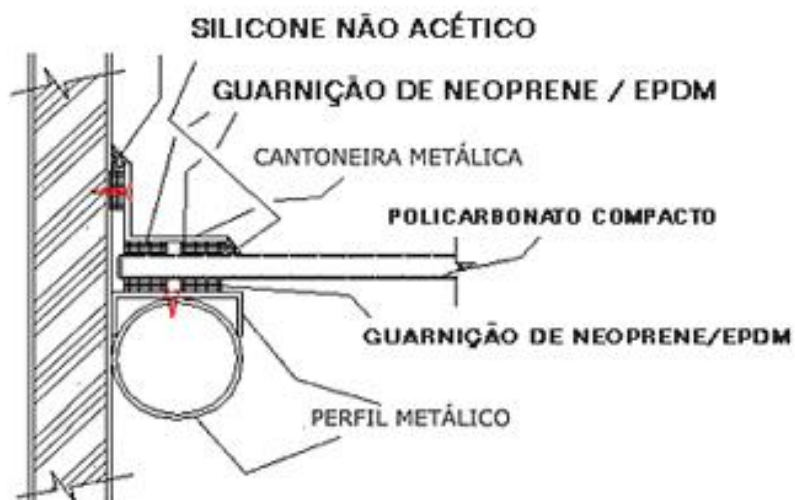 SILICONE NÃO ACÉTICO
GUARNIÇÃO DE NEOPRENE / EPDM
CANTONEIRA METÁLICA
POLICARBONATO COMPACTO
GUARNIÇÃO DE NEOPRENE/EPDM
PERFIL METÁLICO